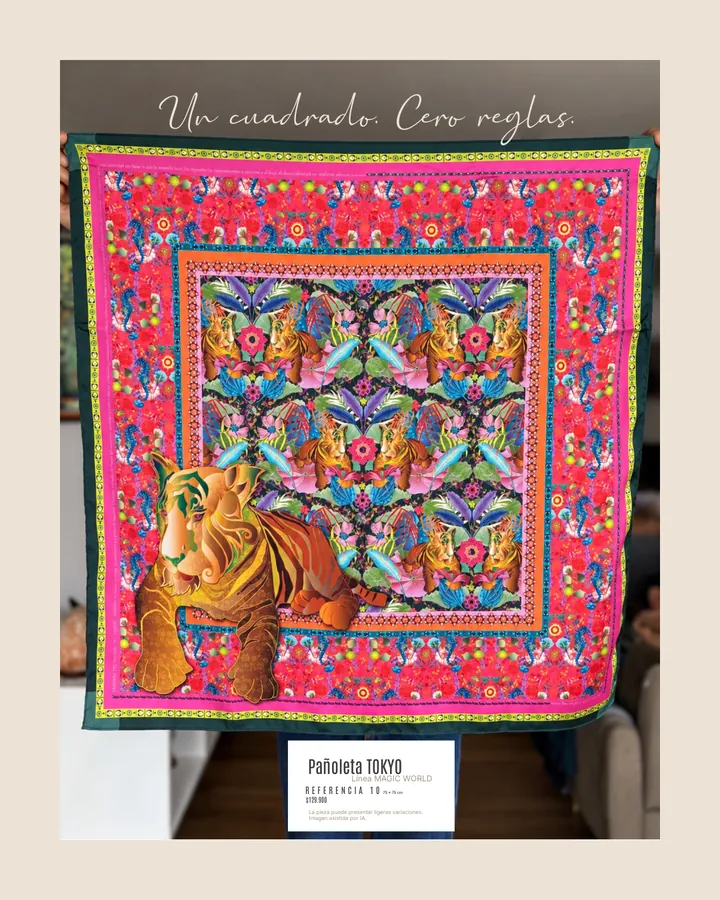 Un cuadrado. Cero reglas.
Pañoleta TOKYO
Línea MAGIC WORLD
REFERENCIA 10 75 × 75 cm
$129.900
La pieza puede presentar ligeras variaciones.
Imagen asistida por IA.